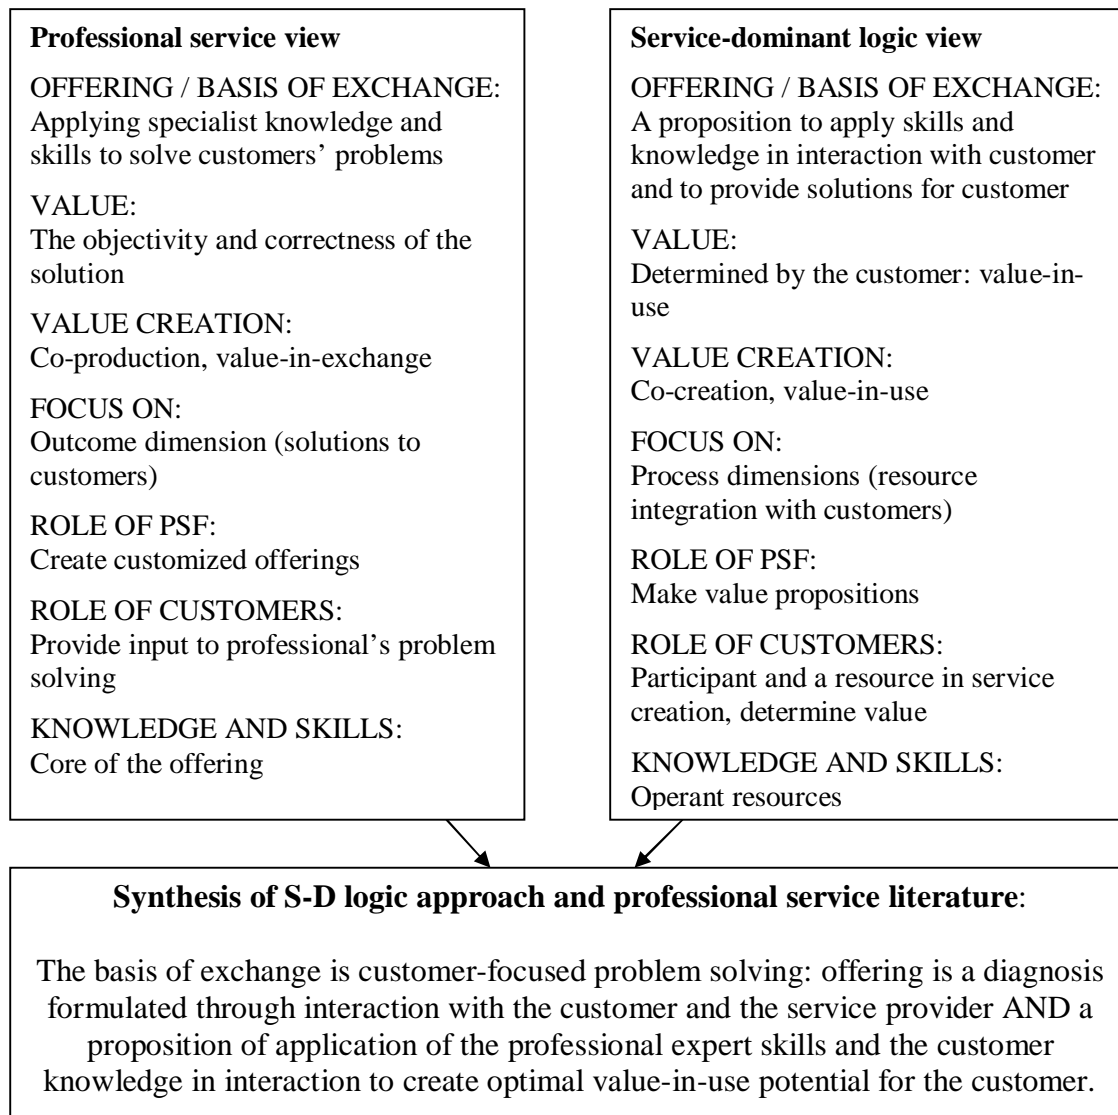 Professional service view
OFFERING / BASIS OF EXCHANGE:
Applying specialist knowledge and
skills to solve customers’ problems
VALUE:
The objectivity and correctness of the
solution
VALUE CREATION:
Co-production, value-in-exchange
FOCUS ON:
Outcome dimension (solutions to
customers)
ROLE OF PSF:
Create customized offerings
ROLE OF CUSTOMERS:
Provide input to professional’s problem
solving
KNOWLEDGE AND SKILLS:
Core of the offering
Service-dominant logic view
OFFERING / BASIS OF EXCHANGE:
A proposition to apply skills and
knowledge in interaction with customer
and to provide solutions for customer
VALUE:
Determined by the customer: value-in-
use
VALUE CREATION:
Co-creation, value-in-use
FOCUS ON:
Process dimensions (resource
integration with customers)
ROLE OF PSF:
Make value propositions
ROLE OF CUSTOMERS:
Participant and a resource in service
creation, determine value
KNOWLEDGE AND SKILLS:
Operant resources
Synthesis of S-D logic approach and professional service literature:
The basis of exchange is customer-focused problem solving: offering is a diagnosis
formulated through interaction with the customer and the service provider AND a
proposition of application of the professional expert skills and the customer
knowledge in interaction to create optimal value-in-use potential for the customer.